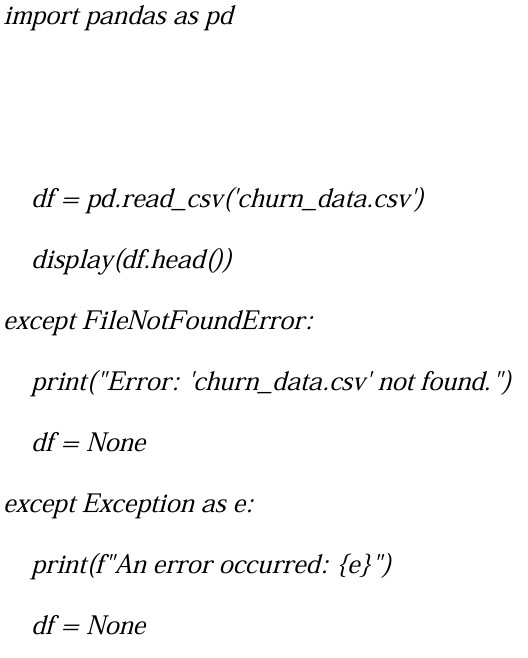 import pandas as pd
df = pd.read_csv('churn_data.csv')
display(df.head())
except FileNotFoundError:
print("Error: 'churn_data.csv' not found.")
df = None
except Exception as e:
print(f"An error occurred: {e}")
df = None